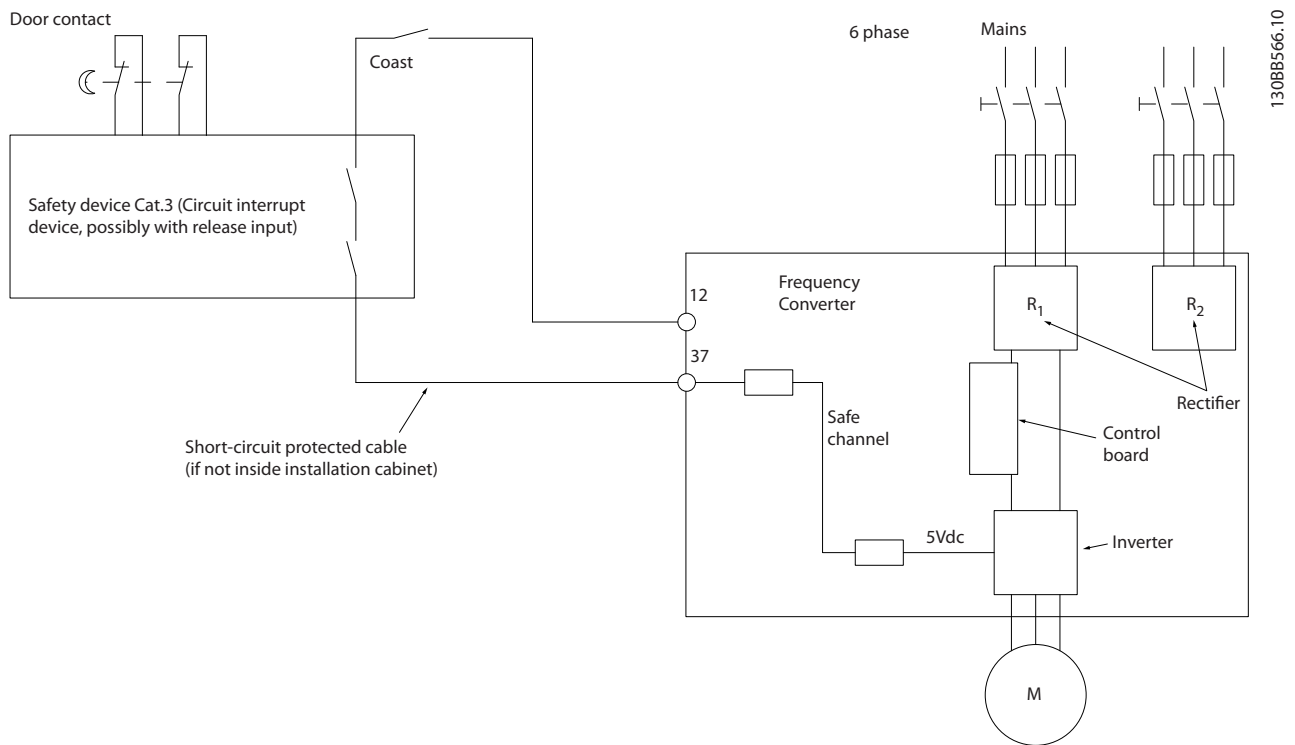 Door contact
Coast
6 phase
Mains
130BB566.10
Safety device Cat.3 (Circuit interrupt
device, possibly with release input)
12
37
Frequency
Converter
R1
R2
Rectifier
Safe
channel
Control
board
Short-circuit protected cable
(if not inside installation cabinet)
5Vdc
Inverter
M